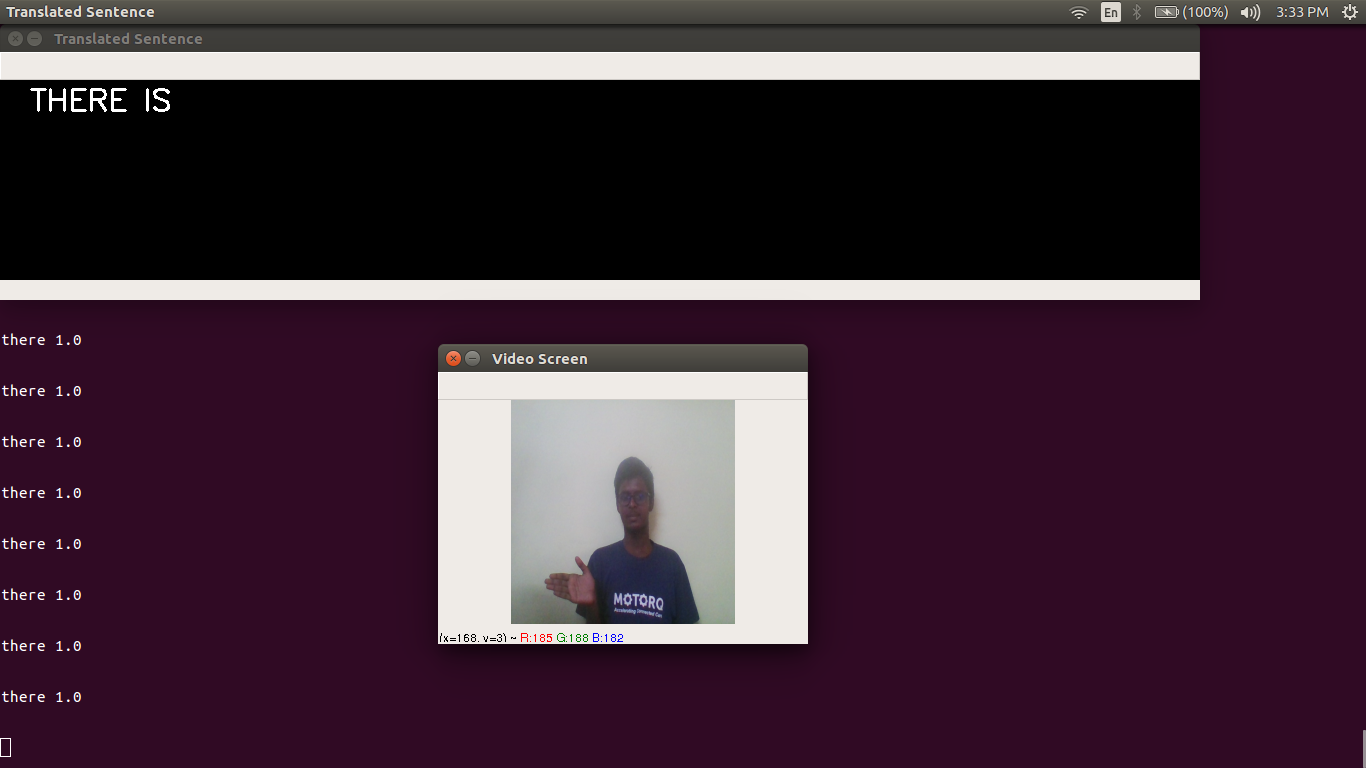 Translated Sentence En (100%) 3:33 PM
Translated Sentence
THERE IS
there 1.0
there 1.0
there 1.0
there 1.0
there 1.0
there 1.0
there 1.0
there 1.0
Video Screen
MOTORQ
Accelerating Connected Cars
(x=168, y=3) ~ R:185 G:188 B:182